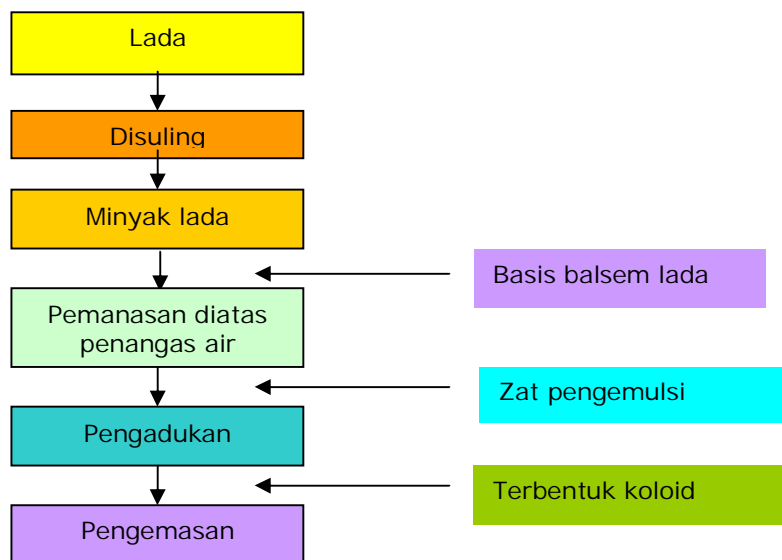 Lada
Disuling
Minyak lada
Basis balsem lada
Pemanasan diatas
penangas air
Zat pengemulsi
Pengadukan
Terbentuk koloid
Pengemasan